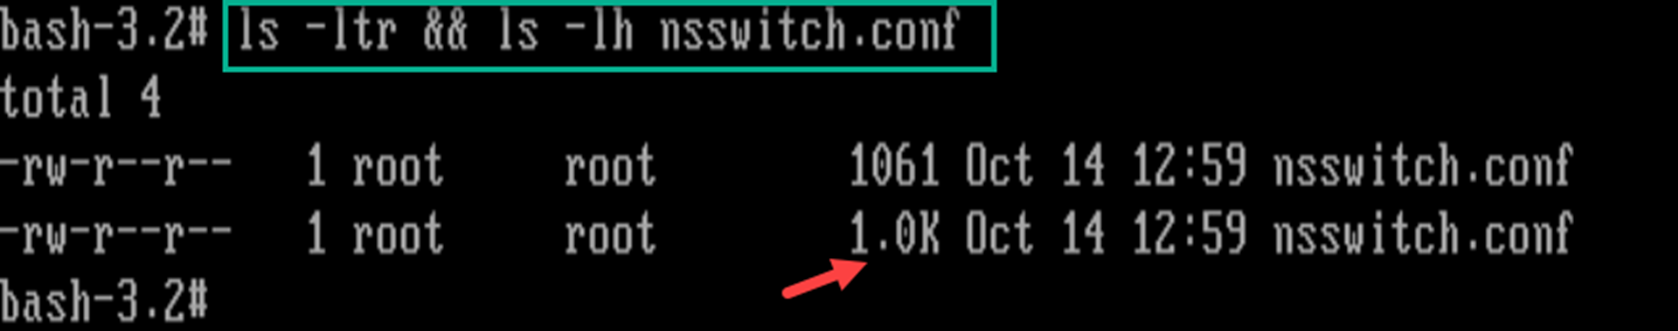 bash-3.2# ls -ltr && ls -lh nsswitch.conf
total 4
-rw-r--r--   1 root     root        1061 Oct 14 12:59 nsswitch.conf
-rw-r--r--   1 root     root        1.0K Oct 14 12:59 nsswitch.conf
bash-3.2#